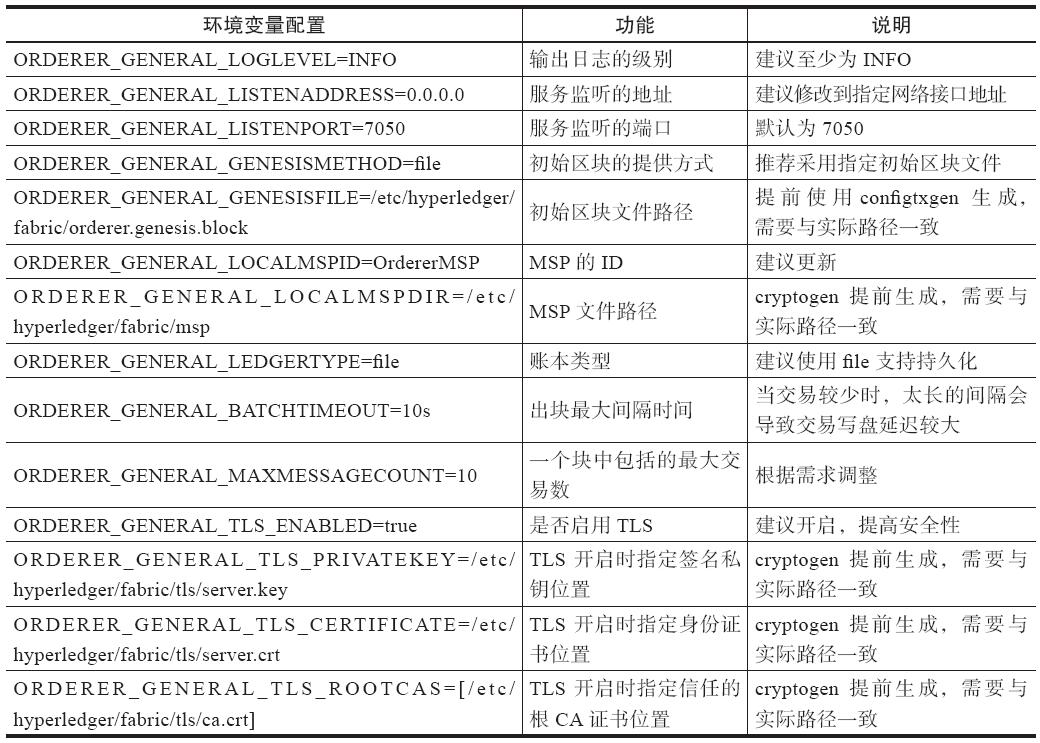 环境变量配置 功能 说明
ORDERER_GENERAL_LOGLEVEL=INFO 输出日志的级别 建议至少为 INFO
ORDERER_GENERAL_LISTENADDRESS=0.0.0.0 服务监听的地址 建议修改到指定网络接口地址
ORDERER_GENERAL_LISTENPORT=7050 服务监听的端口 默认为 7050
ORDERER_GENERAL_GENESISMETHOD=file 初始区块的提供方式 推荐采用指定初始区块文件
ORDERER_GENERAL_GENESISFILE=/etc/hyperledger/
fabric/orderer.genesis.block
初始区块文件路径
提前使用 configtxgen 生成，
需要与实际路径一致
ORDERER_GENERAL_LOCALMSPID=OrdererMSP MSP 的 ID 建议更新
ORDERER_GENERAL_LOCALMSPDIR=/etc/
hyperledger/fabric/msp
MSP 文件路径
cryptogen 提前生成，需要与
实际路径一致
ORDERER_GENERAL_LEDGERTYPE=file 账本类型 建议使用 file 支持持久化
ORDERER_GENERAL_BATCHTIMEOUT=10s 出块最大间隔时间
当交易较少时，太长的间隔会
导致交易写盘延迟较大
ORDERER_GENERAL_MAXMESSAGECOUNT=10
一个块中包括的最大交
易数
根据需求调整
ORDERER_GENERAL_TLS_ENABLED=true 是否启用 TLS 建议开启，提高安全性
ORDERER_GENERAL_TLS_PRIVATEKEY=/etc/
hyperledger/fabric/tls/server.key
TLS 开启时指定签名私
钥位置
cryptogen 提前生成，需要与
实际路径一致
ORDERER_GENERAL_TLS_CERTIFICATE=/etc/
hyperledger/fabric/tls/server.crt
TLS 开启时指定身份证
书位置
cryptogen 提前生成，需要与
实际路径一致
ORDERER_GENERAL_TLS_ROOTCAS=[/etc/
hyperledger/fabric/tls/ca.crt]
TLS 开启时指定信任的
根 CA 证书位置
cryptogen 提前生成，需要与
实际路径一致